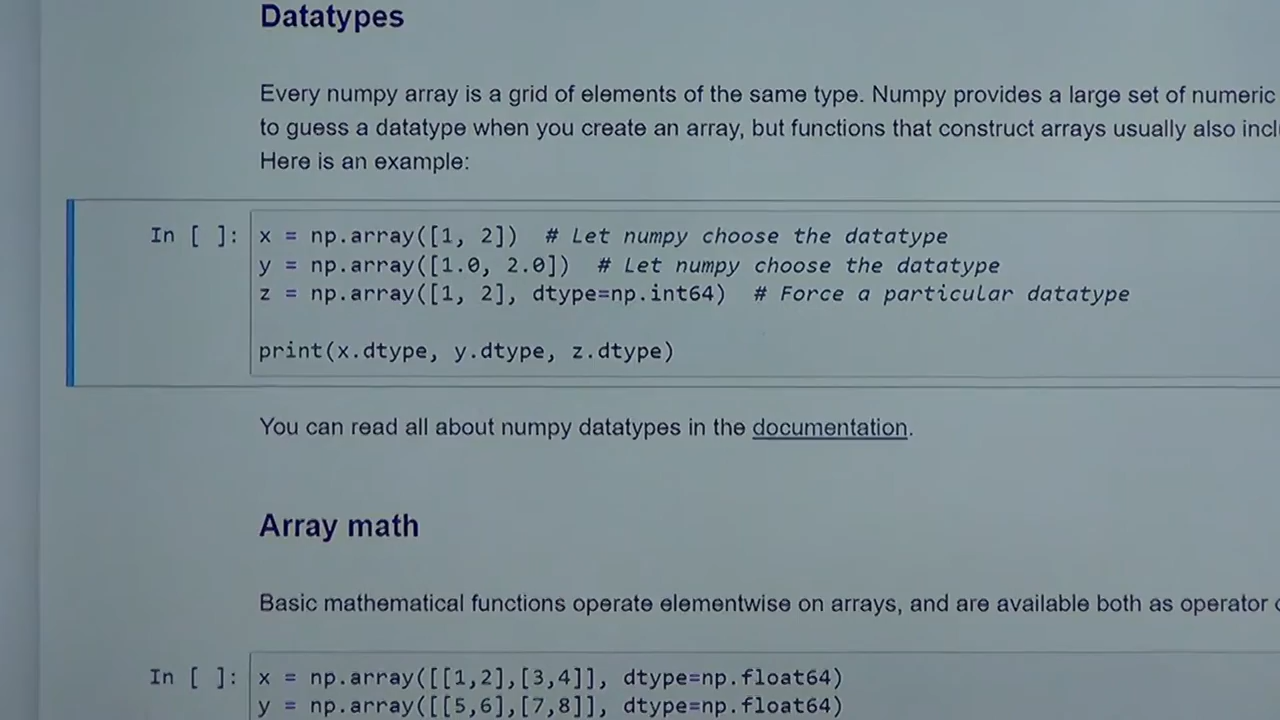 Datatypes
Every numpy array is a grid of elements of the same type. Numpy provides a large set of numeric
to guess a datatype when you create an array, but functions that construct arrays usually also
Here is an example:
In [ ]: x = np.array([1, 2])  # Let numpy choose the datatype
y = np.array([1.0, 2.0])  # Let numpy choose the datatype
z = np.array([1, 2], dtype=np.int64)  # Force a particular datatype
print(x.dtype, y.dtype, z.dtype)
You can read all about numpy datatypes in the documentation.
Array math
Basic mathematical functions operate elementwise on arrays, and are available both as operator
In [ ]: x = np.array([[1,2],[3,4]], dtype=np.float64)
y = np.array([[5,6],[7,8]], dtype=np.float64)